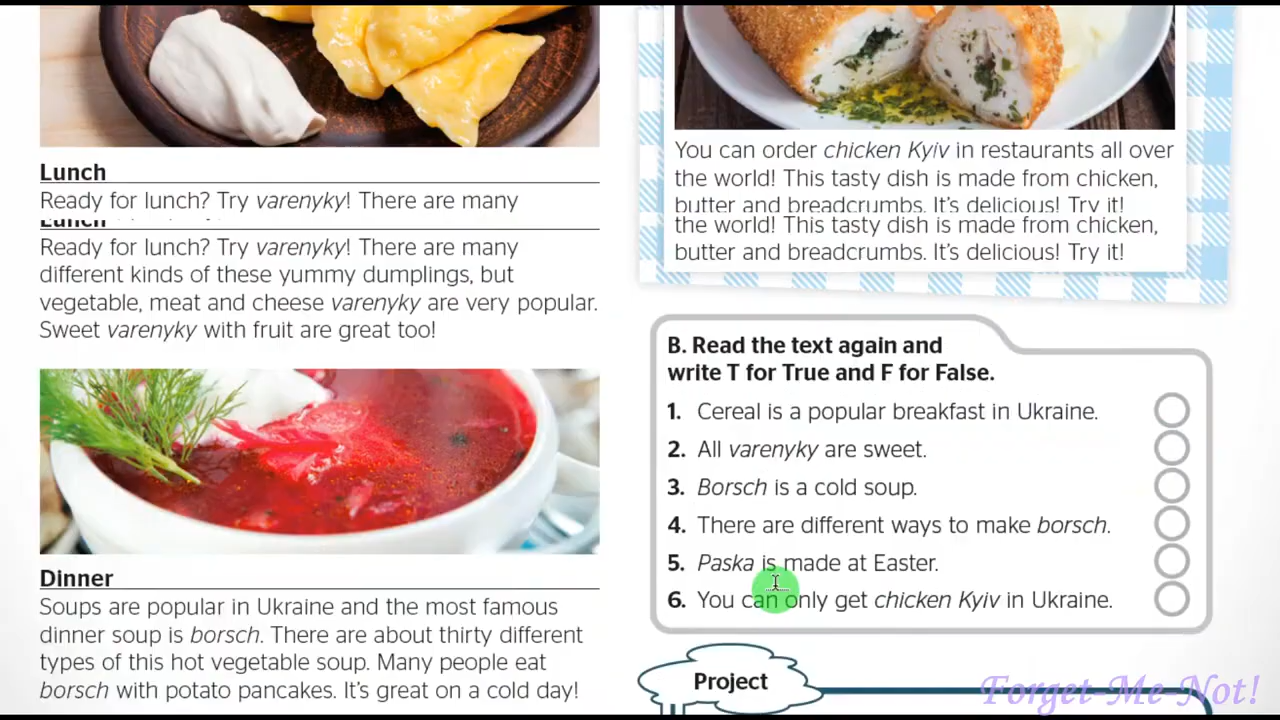 Lunch
Ready for lunch? Try varenyky! There are many
Lunch
Ready for lunch? Try varenyky! There are many
different kinds of these yummy dumplings, but
vegetable, meat and cheese varenyky are very popular.
Sweet varenyky with fruit are great too!
Dinner
Soups are popular in Ukraine and the most famous
dinner soup is borsch. There are about thirty different
types of this hot vegetable soup. Many people eat
borsch with potato pancakes. It's great on a cold day!
You can order chicken Kyiv in restaurants all over
the world! This tasty dish is made from chicken,
butter and breadcrumbs. It's delicious! Try it!
the world! This tasty dish is made from chicken,
butter and breadcrumbs. It's delicious! Try it!
B. Read the text again and
write T for True and F for False.
1. Cereal is a popular breakfast in Ukraine.
2. All varenyky are sweet.
3. Borsch is a cold soup.
4. There are different ways to make borsch.
5. Paska is made at Easter.
6. You can only get chicken Kyiv in Ukraine.
Project
Forget-Me-Not!